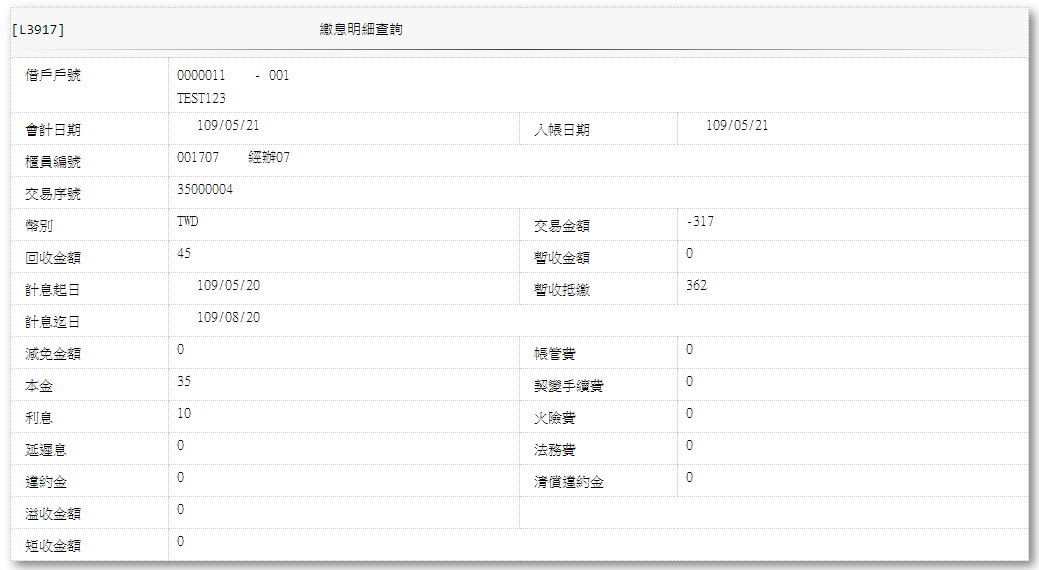 [L3917] 繳息明細查詢
借戶戶號 0000011 - 001
TEST123
會計日期 109/05/21 入帳日期 109/05/21
櫃員編號 001707 經辦07
交易序號 35000004
幣別 TWD 交易金額 -317
回收金額 45 暫收金額 0
計息起日 109/05/20 暫收抵繳 362
計息迄日 109/08/20
減免金額 0 帳管費 0
本金 35 契變手續費 0
利息 10 火險費 0
延遲息 0 法務費 0
違約金 0 清償違約金 0
溢收金額 0
短收金額 0